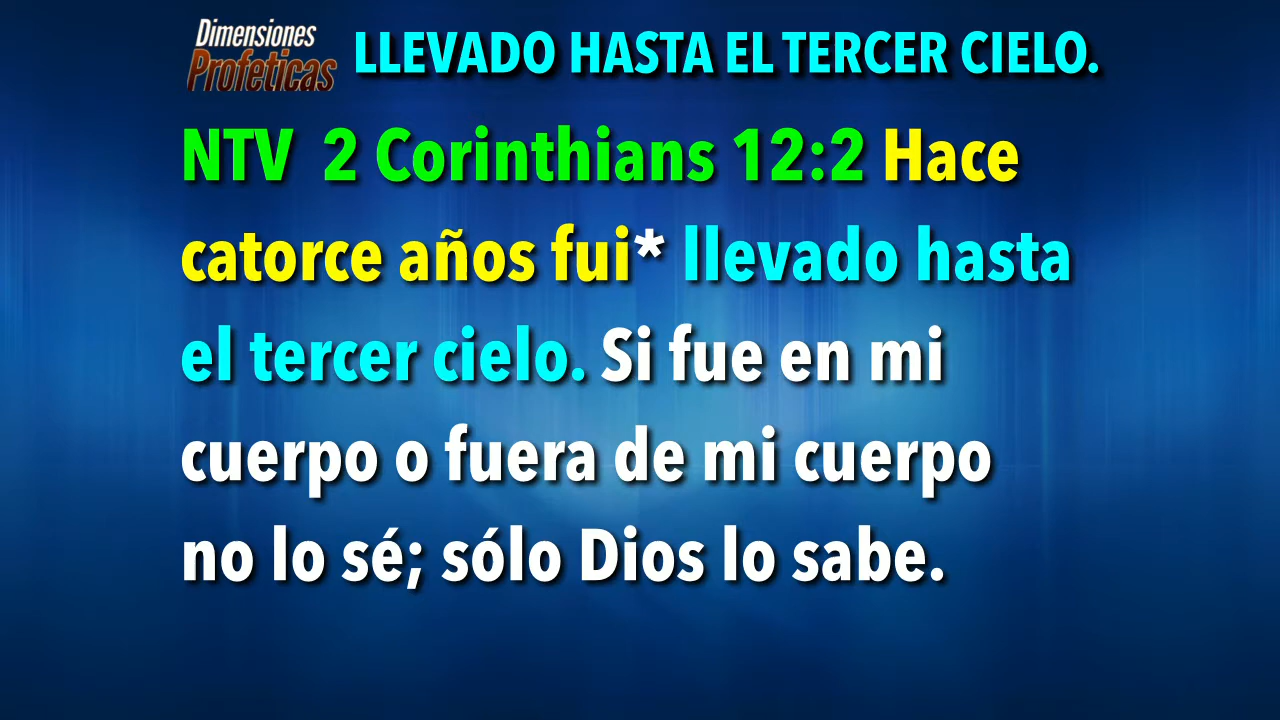 Dimensiones
Profeticas
LLEVADO HASTA EL TERCER CIELO.
NTV 2 Corinthians 12:2 Hace
catorce años fui* llevado hasta
el tercer cielo. Si fue en mi
cuerpo o fuera de mi cuerpo
no lo sé; sólo Dios lo sabe.